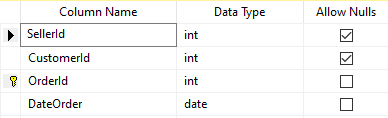 Column Name Data Type Allow Nulls
SellerId int
CustomerId int
OrderId int
DateOrder date